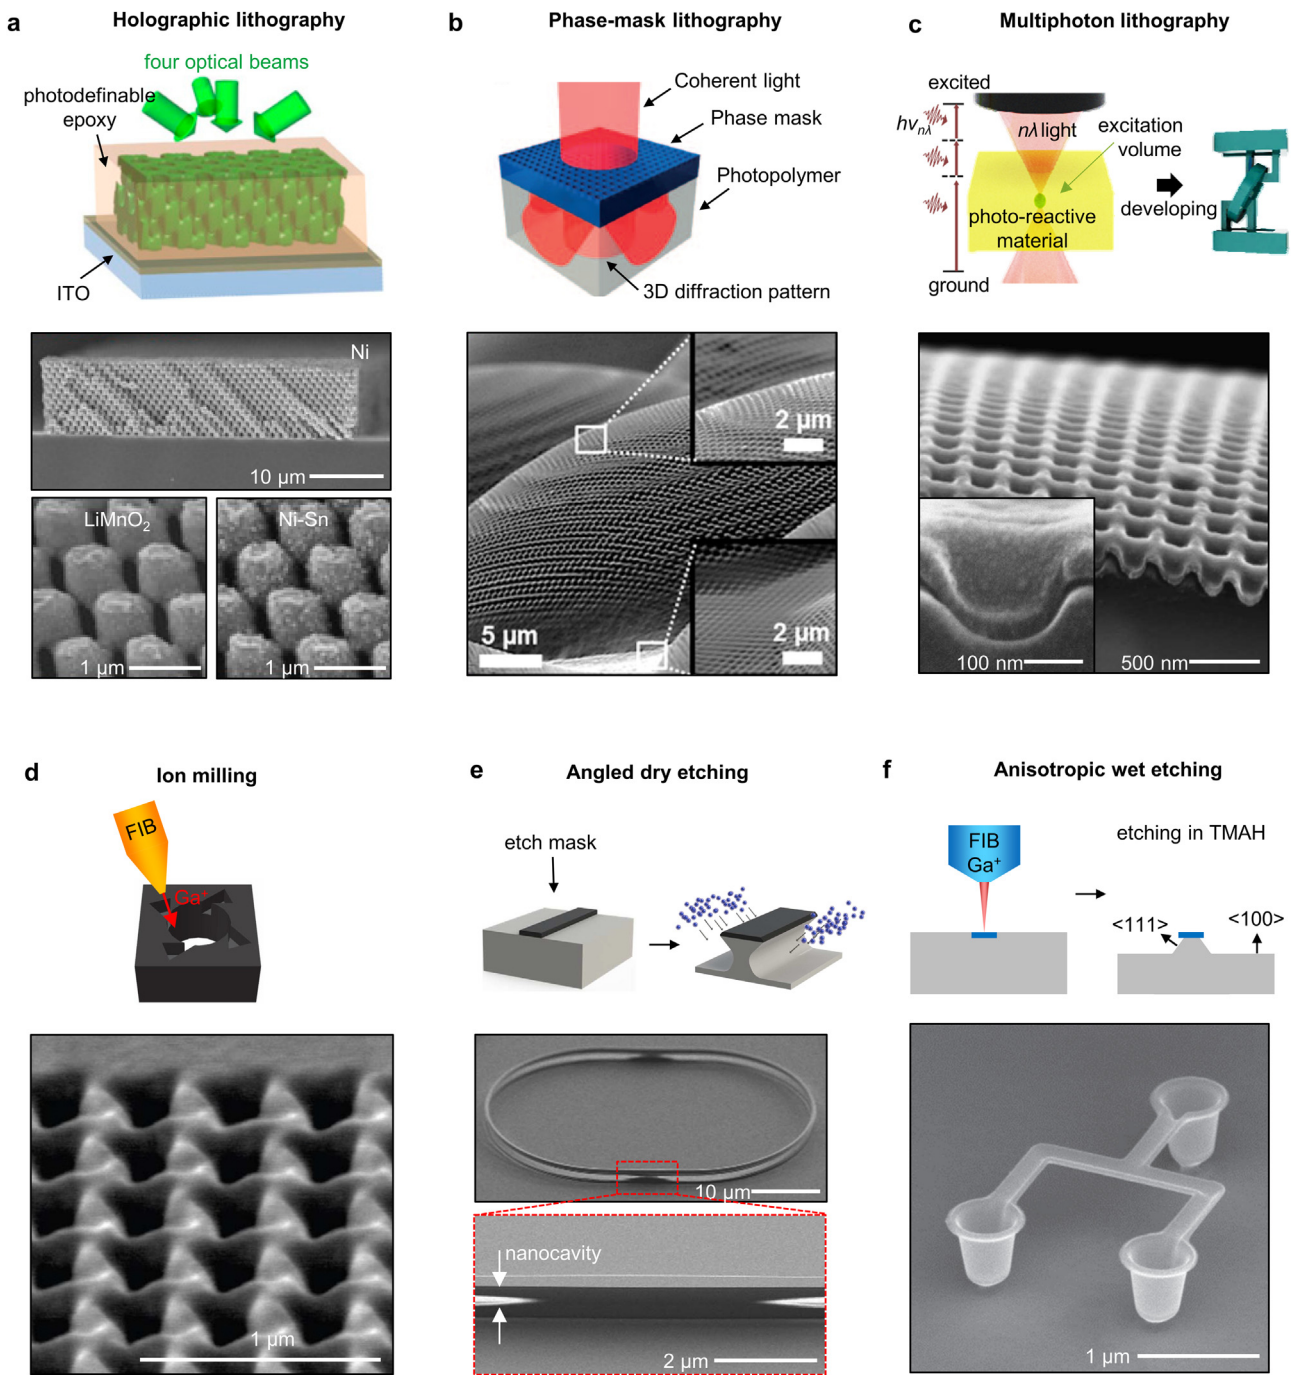 a
Holographic lithography
four optical beams
photodefinable
epoxy
ITO
Ni
10 µm
LiMnO₂
1 µm
Ni-Sn
1 µm
b
Phase-mask lithography
Coherent light
Phase mask
Photopolymer
3D diffraction pattern
2 µm
5 µm
2 µm
c
Multiphoton lithography
excited
hν_nλ
nλ light
excitation
volume
photo-reactive
material
developing
ground
100 nm
500 nm
d
Ion milling
FIB
Ga⁺
1 µm
e
Angled dry etching
etch mask
10 µm
nanocavity
2 µm
f
Anisotropic wet etching
FIB
Ga⁺
etching in TMAH
<111>
<100>
1 µm